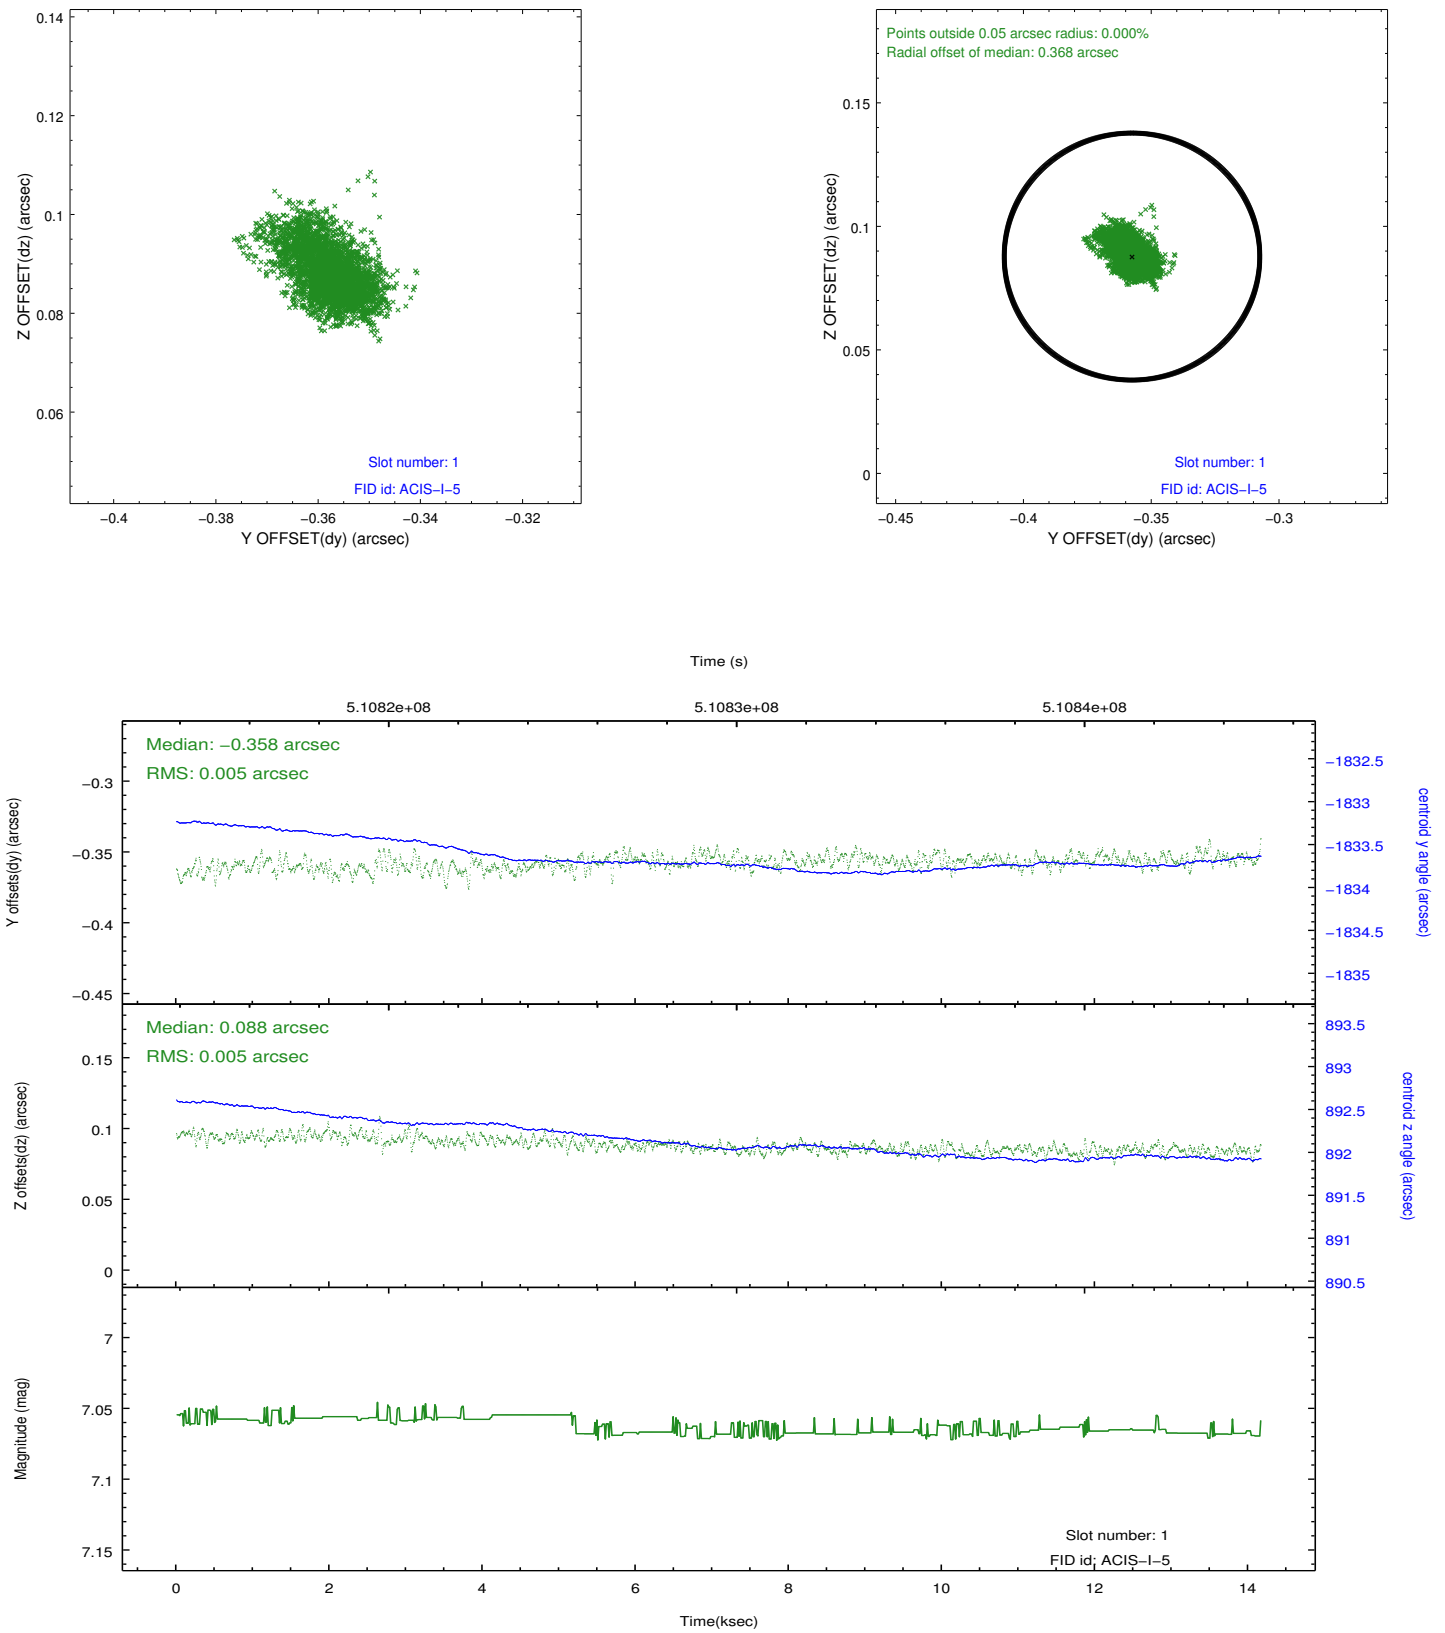 0.14
0.12
0.1
0.08
0.06
Z OFFSET(dz) (arcsec)
Slot number: 1
FID id: ACIS−I−5
−0.4 −0.38 −0.36 −0.34 −0.32
Y OFFSET(dy) (arcsec)
Points outside 0.05 arcsec radius: 0.000%
Radial offset of median: 0.368 arcsec
0.15
0.1
0.05
0
Z OFFSET(dz) (arcsec)
Slot number: 1
FID id: ACIS−I−5
−0.45 −0.4 −0.35 −0.3
Y OFFSET(dy) (arcsec)
Time (s)
5.1082e+08 5.1083e+08 5.1084e+08
Median: −0.358 arcsec
RMS: 0.005 arcsec
−0.3
−0.35
−0.4
−0.45
Y offsets(dy) (arcsec)
−1832.5
−1833
−1833.5
−1834
−1834.5
−1835
centroid y angle (arcsec)
Median: 0.088 arcsec
RMS: 0.005 arcsec
0.15
0.1
0.05
0
Z offsets(dz) (arcsec)
893.5
893
892.5
892
891.5
891
890.5
centroid z angle (arcsec)
7
7.05
7.1
7.15
Magnitude (mag)
Slot number: 1
FID id: ACIS−I−5
0 2 4 6 8 10 12 14
Time(ksec)